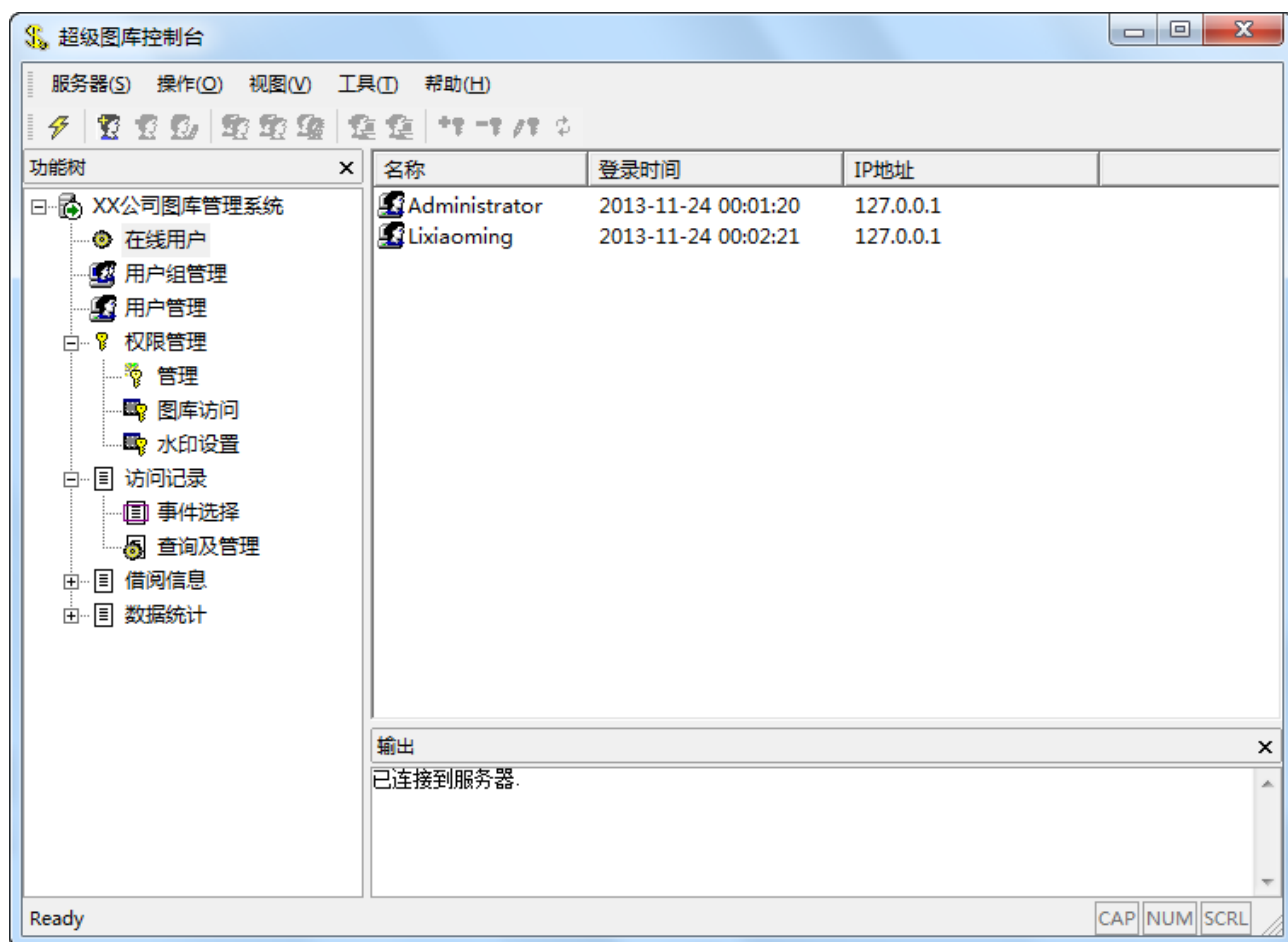 超级图库控制台
服务器(S) 操作(O) 视图(V) 工具(T) 帮助(H)
功能树
XX公司图库管理系统
在线用户
用户组管理
用户管理
权限管理
管理
图库访问
水印设置
访问记录
事件选择
查询及管理
借阅信息
数据统计
名称 登录时间 IP地址
Administrator 2013-11-24 00:01:20 127.0.0.1
Lixiaoming 2013-11-24 00:02:21 127.0.0.1
输出
已连接到服务器.
Ready CAP NUM SCRL